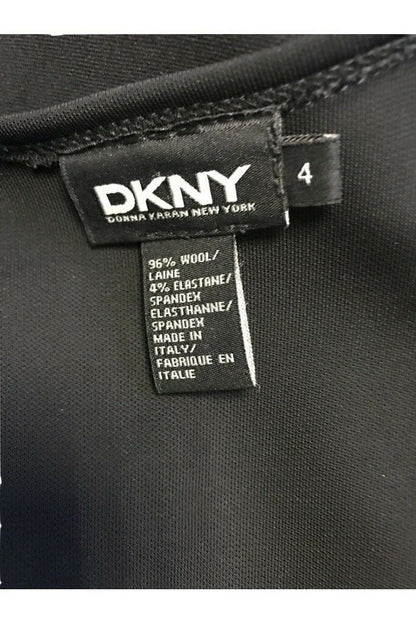 DKNY
DONNA KARAN NEW YORK
4
96% WOOL/
LAINE
4% ELASTANE/
SPANDEX
ELASTHANNE/
SPANDEX
MADE IN
ITALY/
FABRIQUE EN
ITALIE